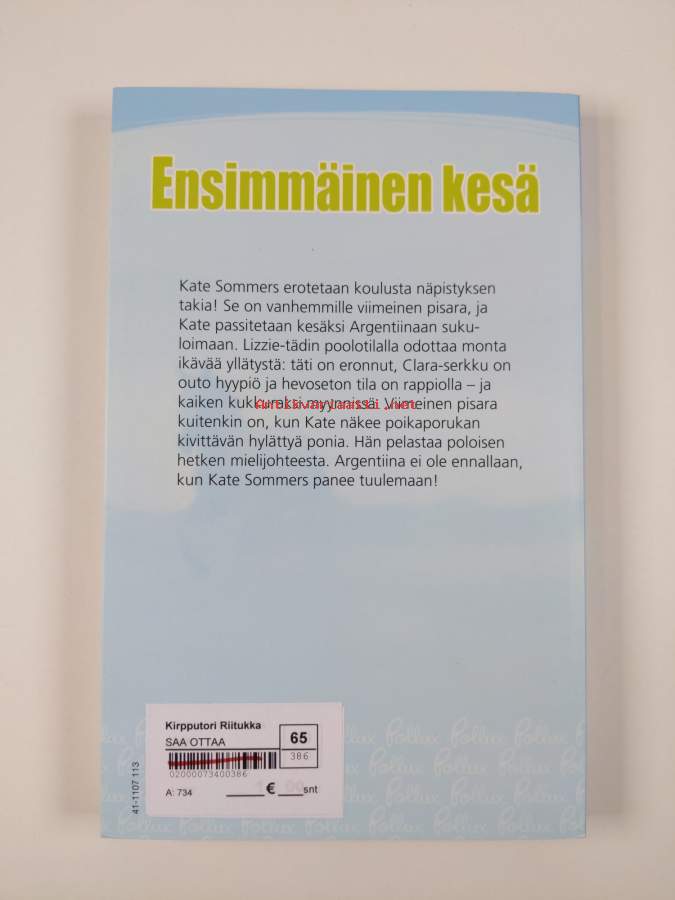 Ensimmäinen kesä
Kate Sommers erotetaan koulusta näpistyksen
takia! Se on vanhemmille viimeinen pisara, ja
Kate passitetaan kesäksi Argentiinaan suku-
loimaan. Lizzie-tädin poolotilalla odottaa monta
ikävää yllätystä: täti on eronnut, Clara-serkku on
outo hyypiö ja hevoseton tila on rappiolla – ja
kaiken kukkuraksi myynnissä. Viimeinen pisara
kuitenkin on, kun Kate näkee poikaporukan
kivittävän hylättyä ponia. Hän pelastaa poloisen
hetken mielijohteesta. Argentiina ei ole ennallaan,
kun Kate Sommers panee tuulemaan!
Kirpputori Riitukka
SAA OTTAA
65
386
02000073400386
A: 734
€ snt
41-1107 113
Pollux